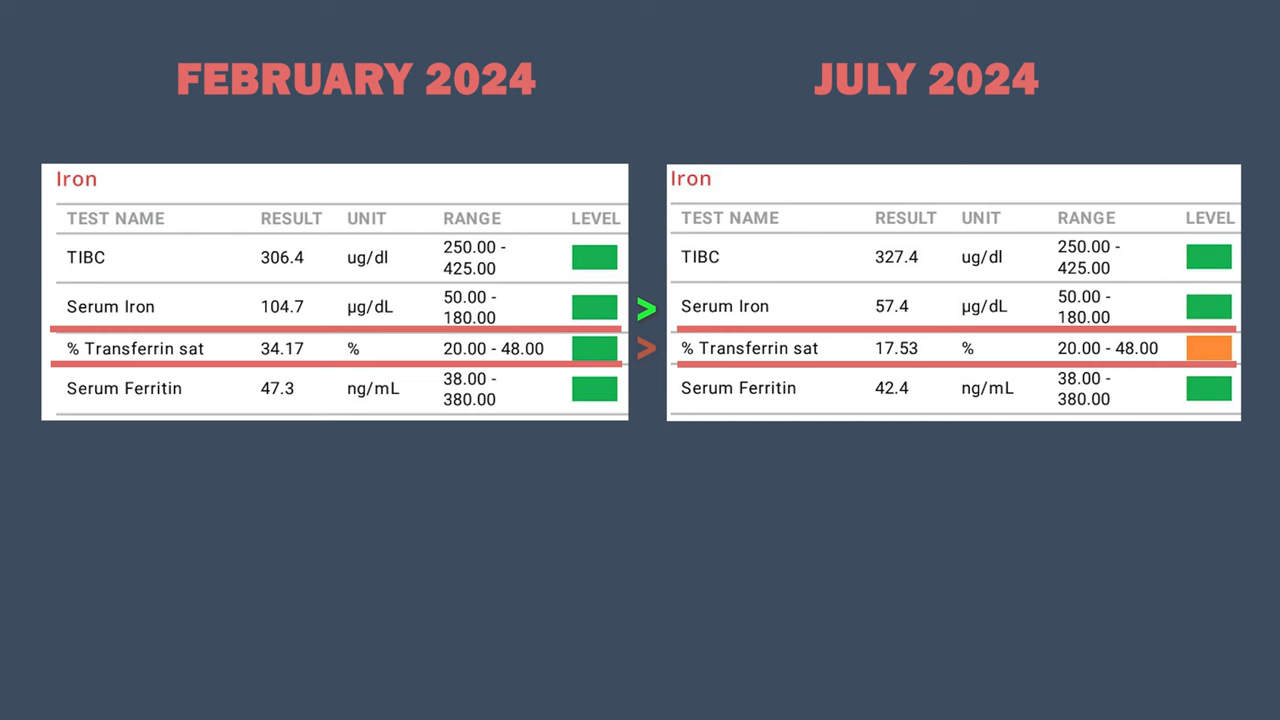 FEBRUARY 2024
JULY 2024
Iron
TEST NAME RESULT UNIT RANGE LEVEL
TIBC 306.4 ug/dl 250.00 -
425.00
Serum Iron 104.7 µg/dL 50.00 -
180.00
% Transferrin sat 34.17 % 20.00 - 48.00
Serum Ferritin 47.3 ng/mL 38.00 -
380.00
>
>
Iron
TEST NAME RESULT UNIT RANGE LEVEL
TIBC 327.4 ug/dl 250.00 -
425.00
Serum Iron 57.4 µg/dL 50.00 -
180.00
% Transferrin sat 17.53 % 20.00 - 48.00
Serum Ferritin 42.4 ng/mL 38.00 -
380.00